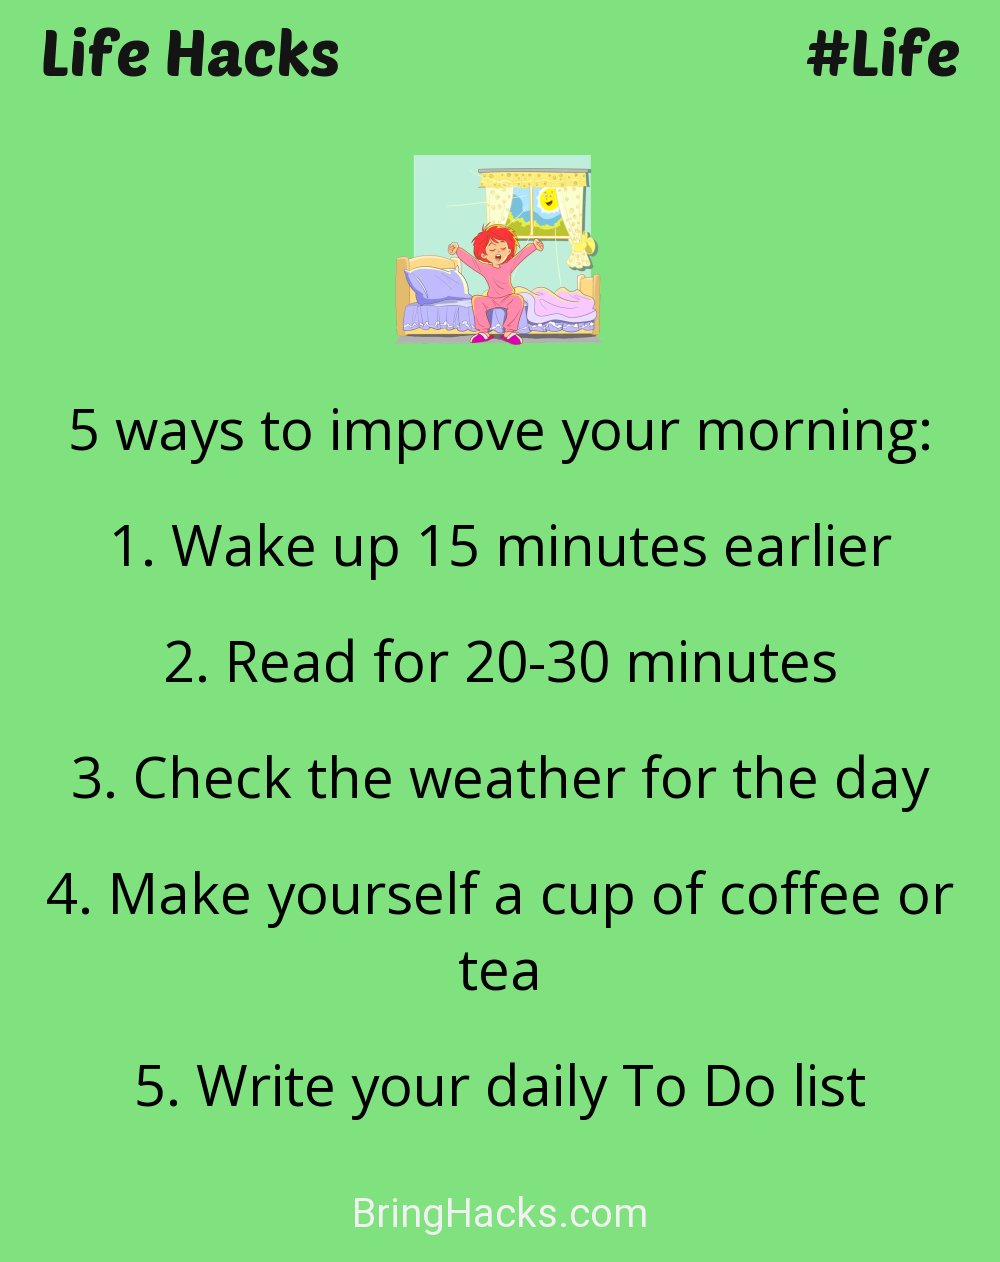 Life Hacks #Life
5 ways to improve your morning:
1. Wake up 15 minutes earlier
2. Read for 20-30 minutes
3. Check the weather for the day
4. Make yourself a cup of coffee or
tea
5. Write your daily To Do list
BringHacks.com